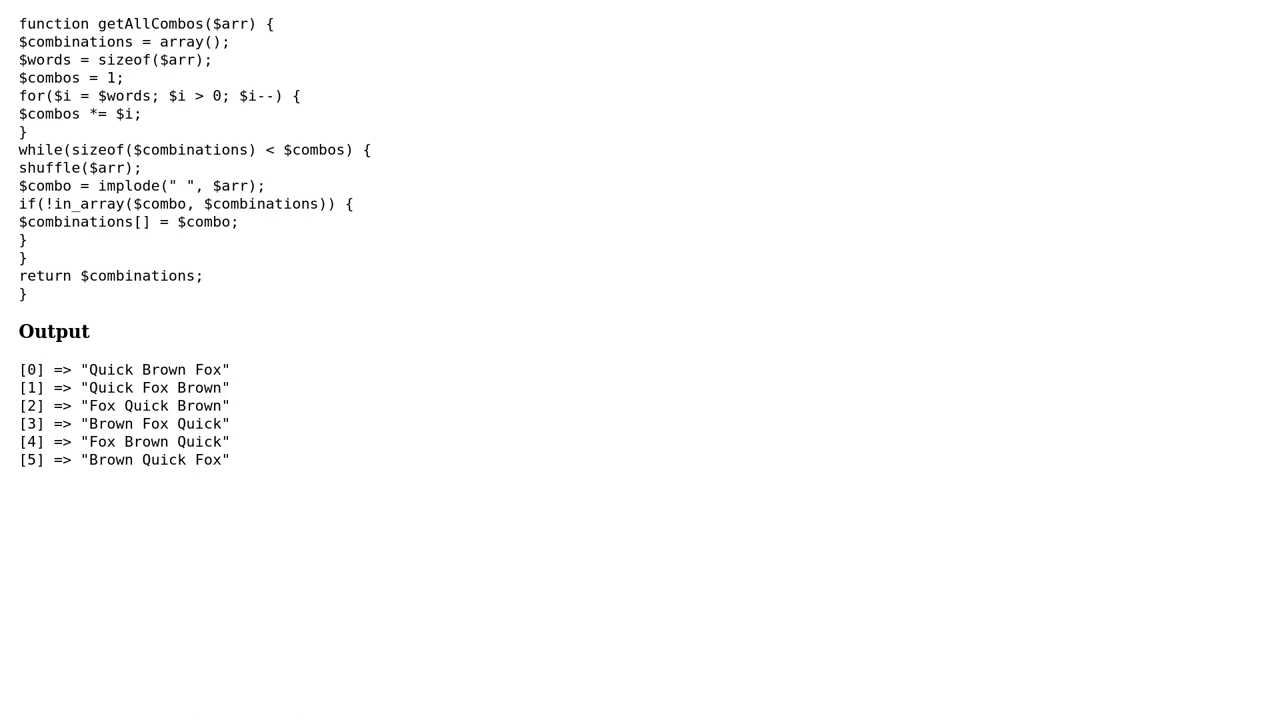 function getAllCombos($arr) {
$combinations = array();
$words = sizeof($arr);
$combos = 1;
for($i = $words; $i > 0; $i--) {
$combos *= $i;
}
while(sizeof($combinations) < $combos) {
shuffle($arr);
$combo = implode(" ", $arr);
if(!in_array($combo, $combinations)) {
$combinations[] = $combo;
}
}
return $combinations;
}
Output
[0] => "Quick Brown Fox"
[1] => "Quick Fox Brown"
[2] => "Fox Quick Brown"
[3] => "Brown Fox Quick"
[4] => "Fox Brown Quick"
[5] => "Brown Quick Fox"